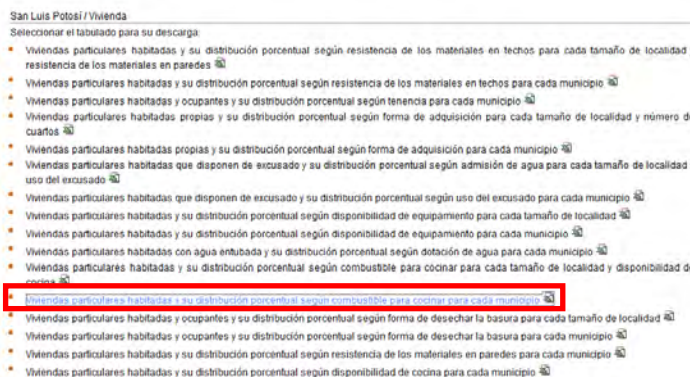 San Luis Potosí / Vivienda
Seleccionar el tabulado para su descarga:
Viviendas particulares habitadas y su distribución porcentual según resistencia de los materiales en techos para cada tamaño de localidad
resistencia de los materiales en paredes
Viviendas particulares habitadas y su distribución porcentual según resistencia de los materiales en techos para cada municipio
Viviendas particulares habitadas y ocupantes y su distribución porcentual según tenencia para cada municipio
Viviendas particulares habitadas propias y su distribución porcentual según forma de adquisición para cada tamaño de localidad y número d
cuartos
Viviendas particulares habitadas propias y su distribución porcentual según forma de adquisición para cada municipio
Viviendas particulares habitadas que disponen de excusado y su distribución porcentual según admisión de agua para cada tamaño de localidad
uso del excusado
Viviendas particulares habitadas que disponen de excusado y su distribución porcentual según uso del excusado para cada municipio
Viviendas particulares habitadas y su distribución porcentual según disponibilidad de equipamiento para cada tamaño de localidad
Viviendas particulares habitadas y su distribución porcentual según disponibilidad de equipamiento para cada municipio
Viviendas particulares habitadas con agua entubada y su distribución porcentual según dotación de agua para cada municipio
Viviendas particulares habitadas y su distribución porcentual según combustible para cocinar para cada tamaño de localidad y disponibilidad d
cocina
Viviendas particulares habitadas y su distribución porcentual según combustible para cocinar para cada municipio
Viviendas particulares habitadas y ocupantes y su distribución porcentual según forma de desechar la basura para cada tamaño de localidad
Viviendas particulares habitadas y ocupantes y su distribución porcentual según forma de desechar la basura para cada municipio
Viviendas particulares habitadas y su distribución porcentual según resistencia de los materiales en paredes para cada municipio
Viviendas particulares habitadas y su distribución porcentual según disponibilidad de cocina para cada municipio